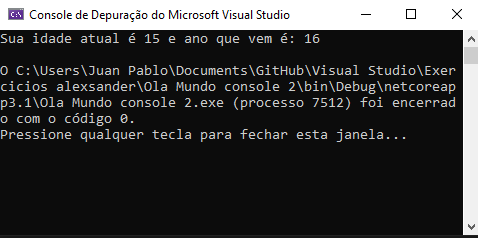 Console de Depuração do Microsoft Visual Studio
Sua idade atual é 15 e ano que vem é: 16
O C:\Users\Juan Pablo\Documents\GitHub\Visual Studio\Exer
cicios alexsander\Ola Mundo console 2\bin\Debug\netcoreap
p3.1\Ola Mundo console 2.exe (processo 7512) foi encerrad
o com o código 0.
Pressione qualquer tecla para fechar esta janela...